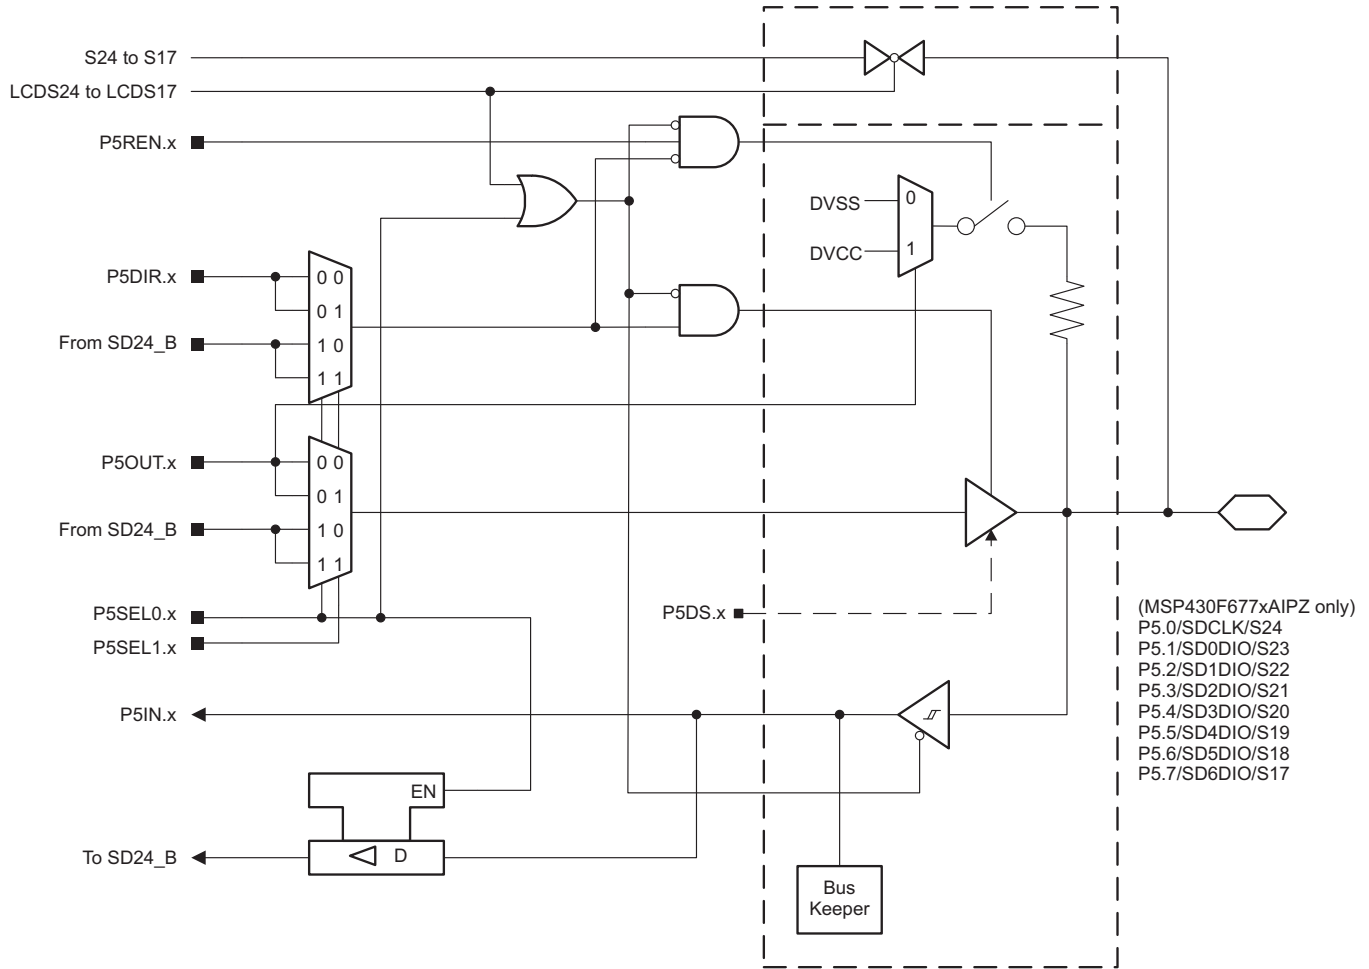 S24 to S17
LCDS24 to LCDS17
P5REN.x
DVSS
0
DVCC
1
P5DIR.x
0 0
0 1
From SD24_B
1 0
1 1
P5OUT.x
0 0
0 1
From SD24_B
1 0
1 1
P5SEL0.x
P5SEL1.x
P5DS.x
(MSP430F677xAIPZ only)
P5.0/SDCLK/S24
P5.1/SD0DIO/S23
P5.2/SD1DIO/S22
P5.3/SD2DIO/S21
P5.4/SD3DIO/S20
P5.5/SD4DIO/S19
P5.6/SD5DIO/S18
P5.7/SD6DIO/S17
P5IN.x
EN
To SD24_B
D
Bus
Keeper